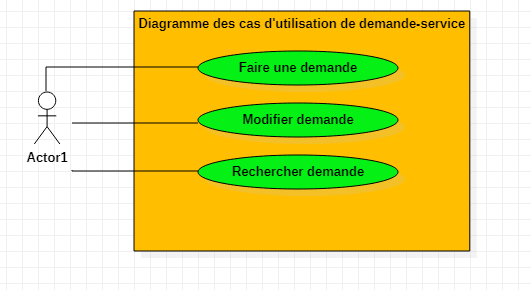 Diagramme des cas d'utilisation de demande-service
Faire une demande
Modifier demande
Rechercher demande
Actor1